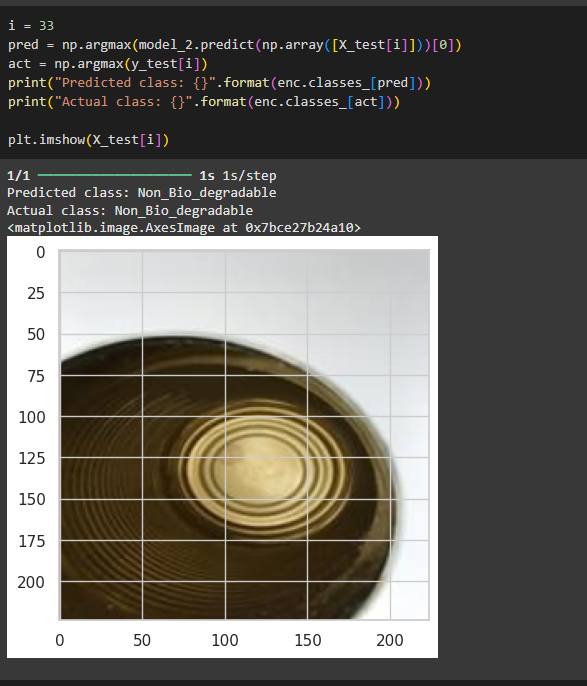 i = 33
pred = np.argmax(model_2.predict(np.array([X_test[i]]))[0])
act = np.argmax(y_test[i])
print("Predicted class: {}".format(enc.classes_[pred]))
print("Actual class: {}".format(enc.classes_[act]))
plt.imshow(X_test[i])
1/1 ━━━━━━━━━━━━━━━━━━━━ 1s 1s/step
Predicted class: Non_Bio_degradable
Actual class: Non_Bio_degradable
<matplotlib.image.AxesImage at 0x7bce27b24a10>
0
25
50
75
100
125
150
175
200
0 50 100 150 200